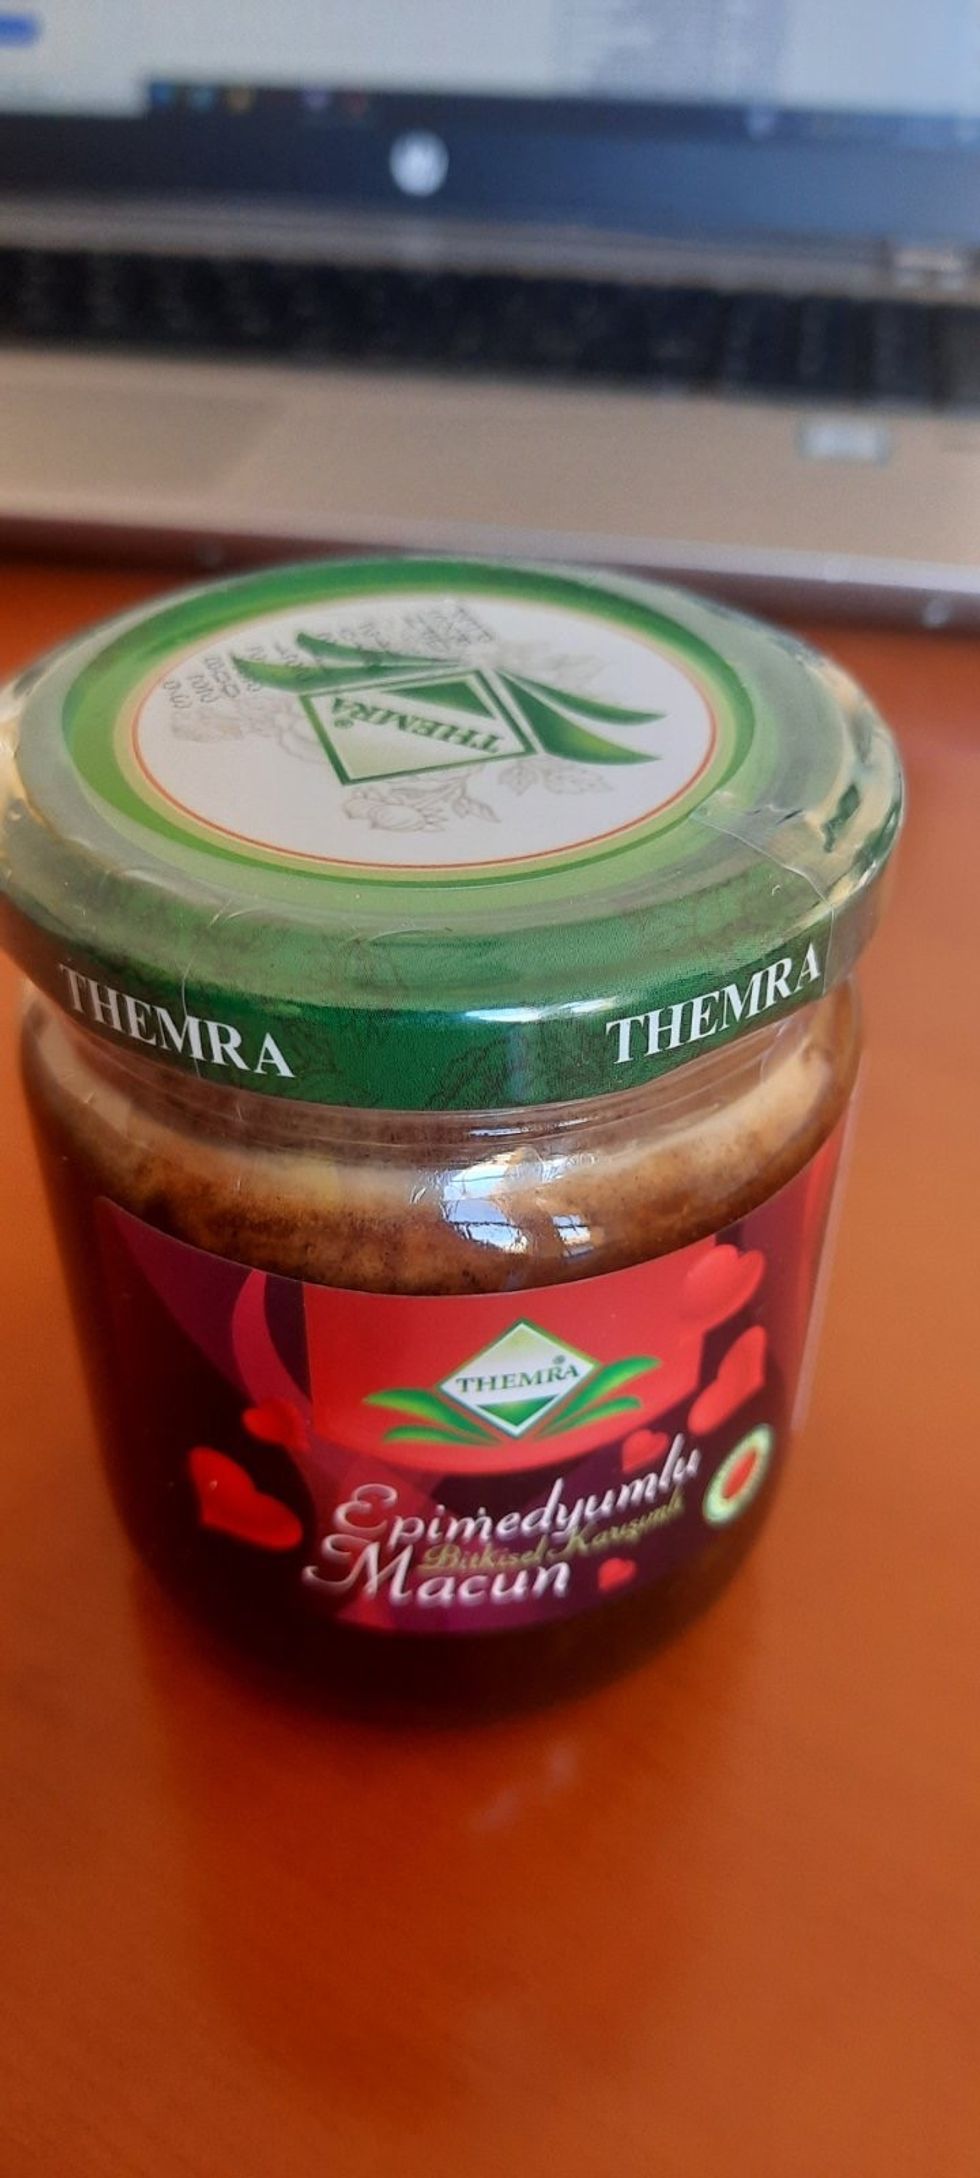 THEMRA®
THEMRA
THEMRA
THEMRA®
Epimedyumlu
Bitkisel Karışımlı
Macun